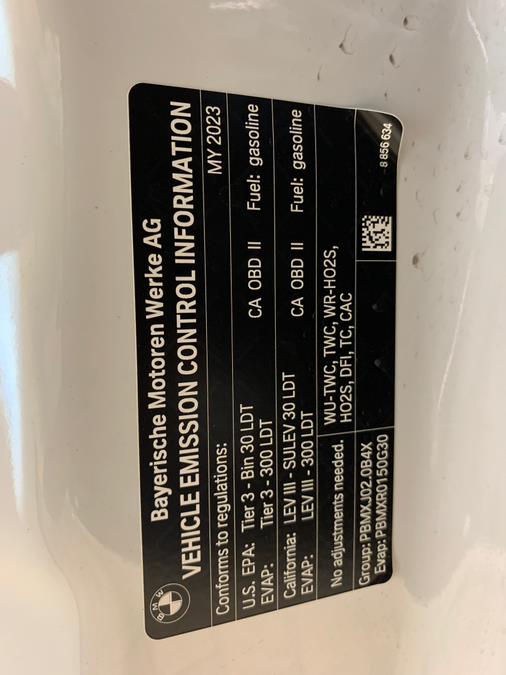 BMW
Bayerische Motoren Werke AG
VEHICLE EMISSION CONTROL INFORMATION
Conforms to regulations: MY 2023
U.S. EPA: Tier 3 - Bin 30 LDT CA OBD II Fuel: gasoline
EVAP: Tier 3 - 300 LDT
California: LEV III - SULEV 30 LDT CA OBD II Fuel: gasoline
EVAP: LEV III - 300 LDT
No adjustments needed. WU-TWC, TWC, WR-HO2S,
HO2S, DFI, TC, CAC
Group: PBMXJ02.0B4X
Evap: PBMXR0150G30
8 856 634